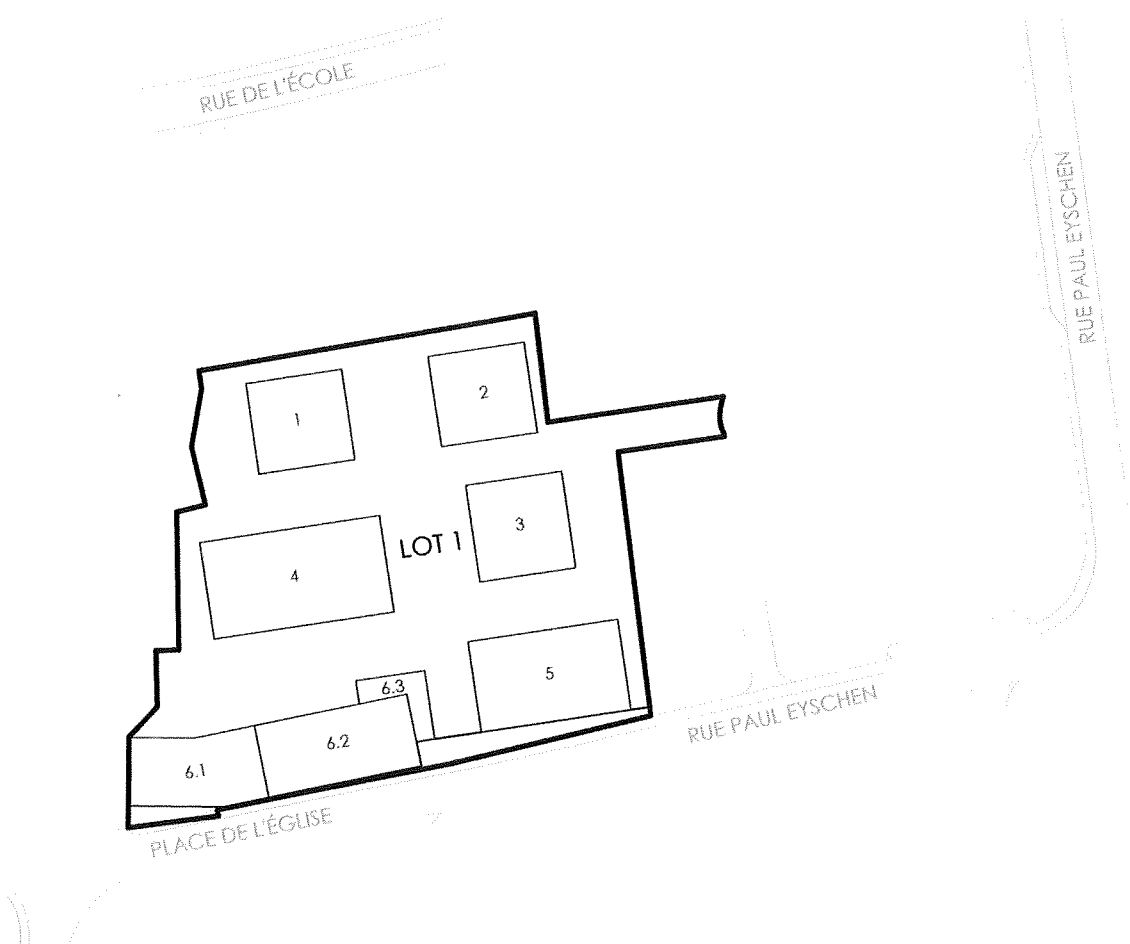 RUE DE L'ÉCOLE
RUE PAUL EYSCHEN
1
2
3
LOT 1
4
5
6.3
6.2
6.1
RUE PAUL EYSCHEN
PLACE DE L'ÉGLISE